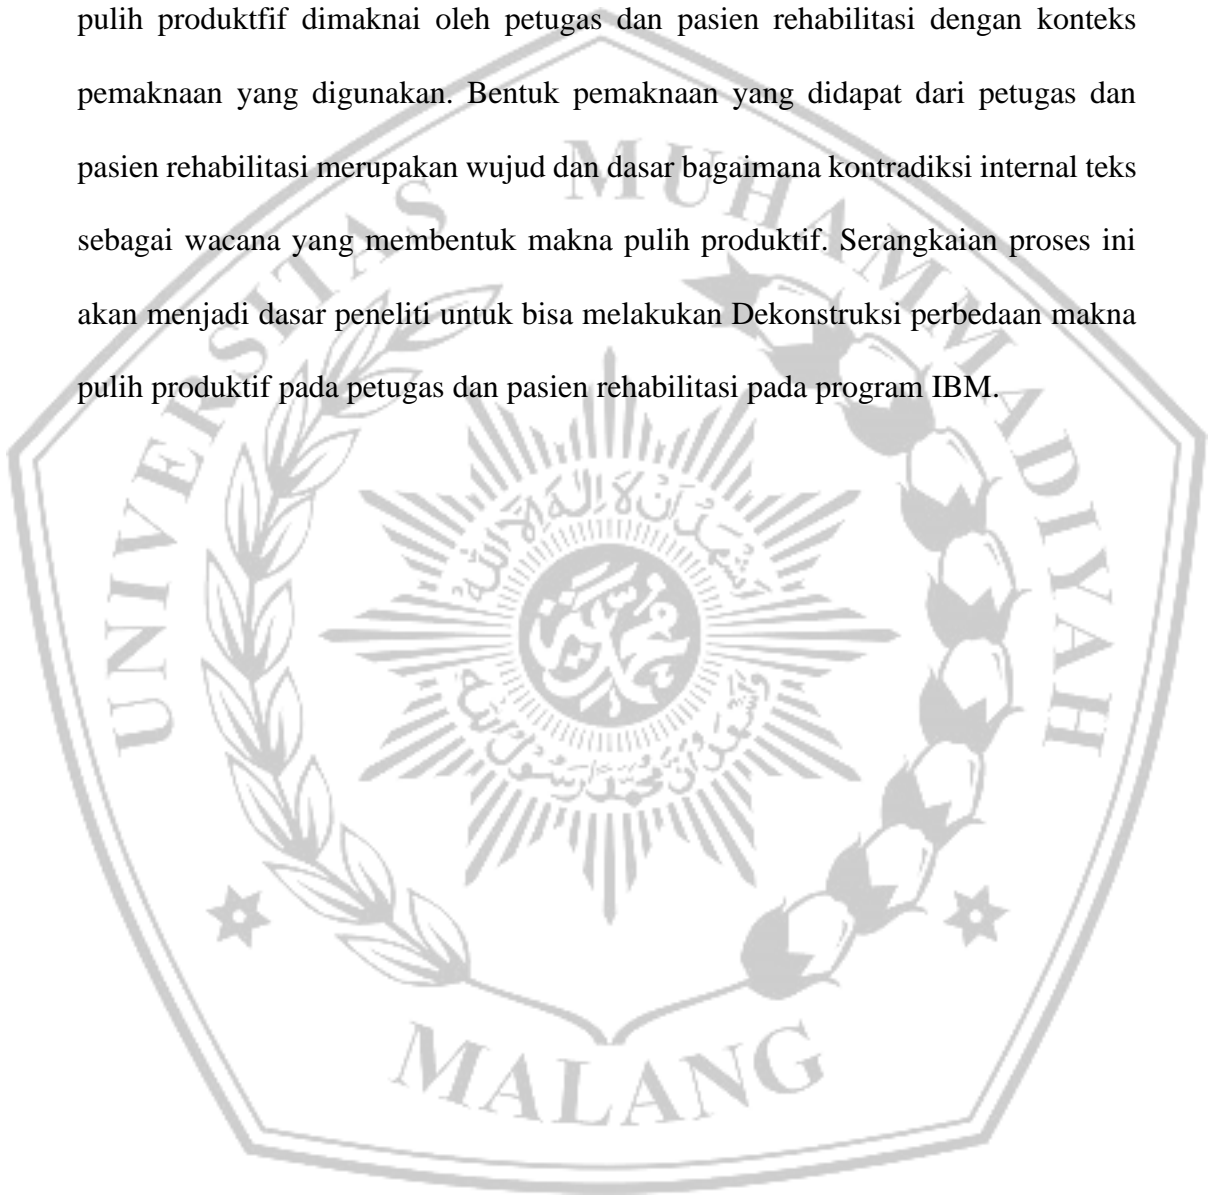 pulih produktfif dimaknai oleh petugas dan pasien rehabilitasi dengan konteks
pemaknaan yang digunakan. Bentuk pemaknaan yang didapat dari petugas dan
pasien rehabilitasi merupakan wujud dan dasar bagaimana kontradiksi internal teks
sebagai wacana yang membentuk makna pulih produktif. Serangkaian proses ini
akan menjadi dasar peneliti untuk bisa melakukan Dekonstruksi perbedaan makna
pulih produktif pada petugas dan pasien rehabilitasi pada program IBM.
UNIVERSITAS MUHAMMADIYAH
MALANG